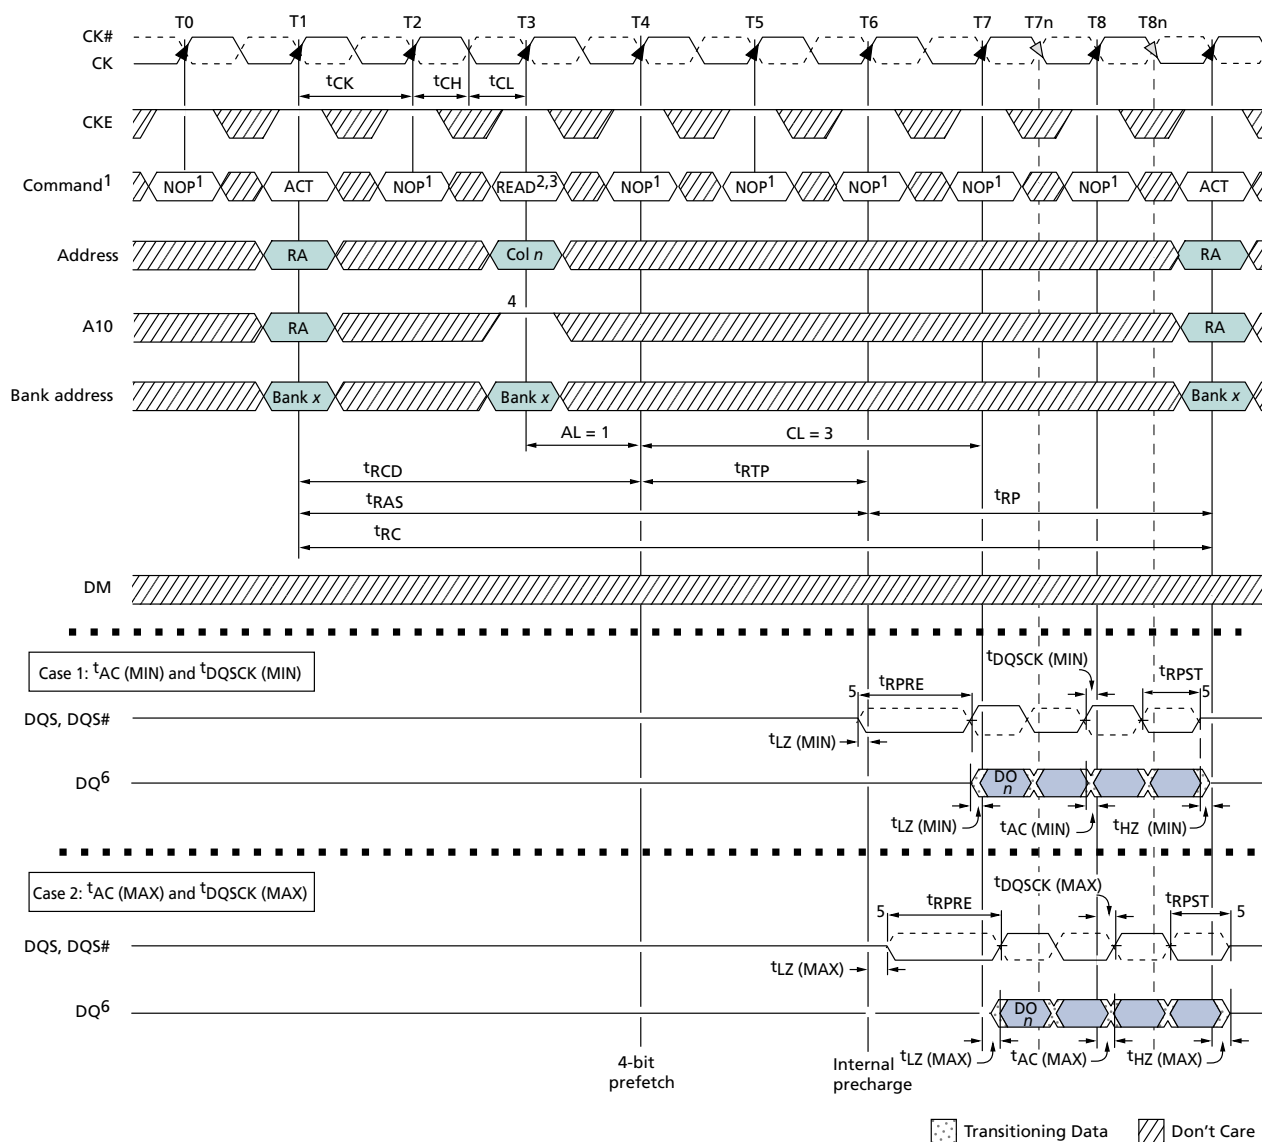 T0 T1 T2 T3 T4 T5 T6 T7 T7n T8 T8n
CK#
CK
tCK tCH tCL
CKE
Command1 NOP1 ACT NOP1 READ2,3 NOP1 NOP1 NOP1 NOP1 NOP1 ACT
Address RA Col n RA
4
A10 RA RA
Bank address Bank x Bank x Bank x
AL = 1 CL = 3
tRCD tRTP
tRAS tRP
tRC
DM
Case 1: tAC (MIN) and tDQSCK (MIN)
tDQSCK (MIN)
5 tRPRE tRPST 5
DQS, DQS#
tLZ (MIN)
DQ6 DO
n
tLZ (MIN) tAC (MIN) tHZ (MIN)
Case 2: tAC (MAX) and tDQSCK (MAX)
tDQSCK (MAX)
5 tRPRE tRPST 5
DQS, DQS#
tLZ (MAX)
DQ6 DO
n
tLZ (MAX) tAC (MAX) tHZ (MAX)
4-bit
prefetch
Internal
precharge
Transitioning Data Don't Care